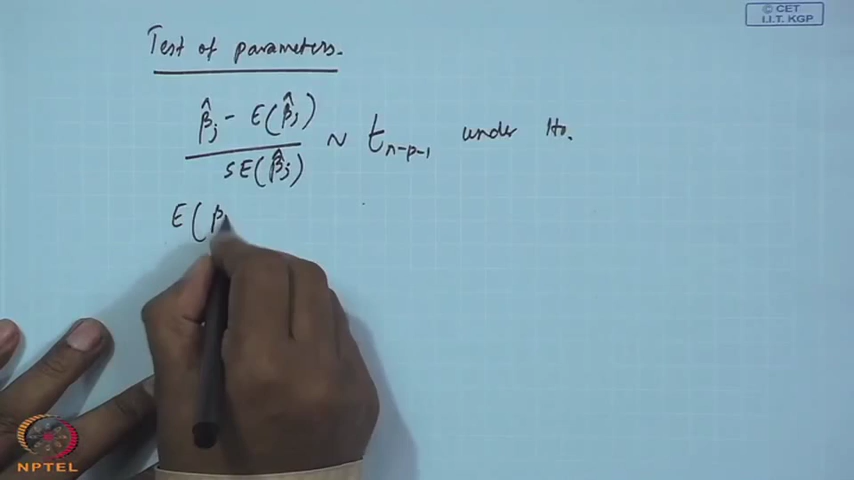 © CET
I.I.T. KGP
Test of parameters.
β̂j - E(β̂j)
SE(β̂j)
~ tn-p-1 under H0.
E(β
NPTEL